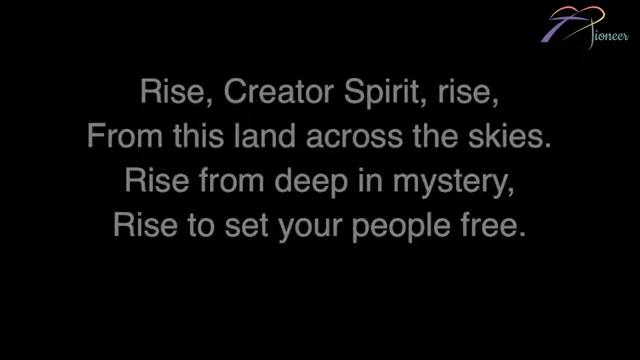 Pioneer
Rise, Creator Spirit, rise,
From this land across the skies.
Rise from deep in mystery,
Rise to set your people free.